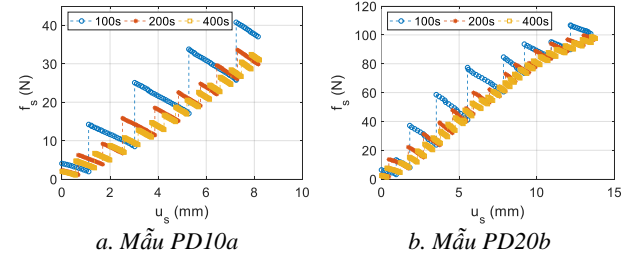 100s 200s 400s
40
30
20
10
0
f_s (N)
0 2 4 6 8 10
u_s (mm)
a. Mẫu PD10a
100s 200s 400s
120
100
80
60
40
20
0
f_s (N)
0 5 10 15
u_s (mm)
b. Mẫu PD20b